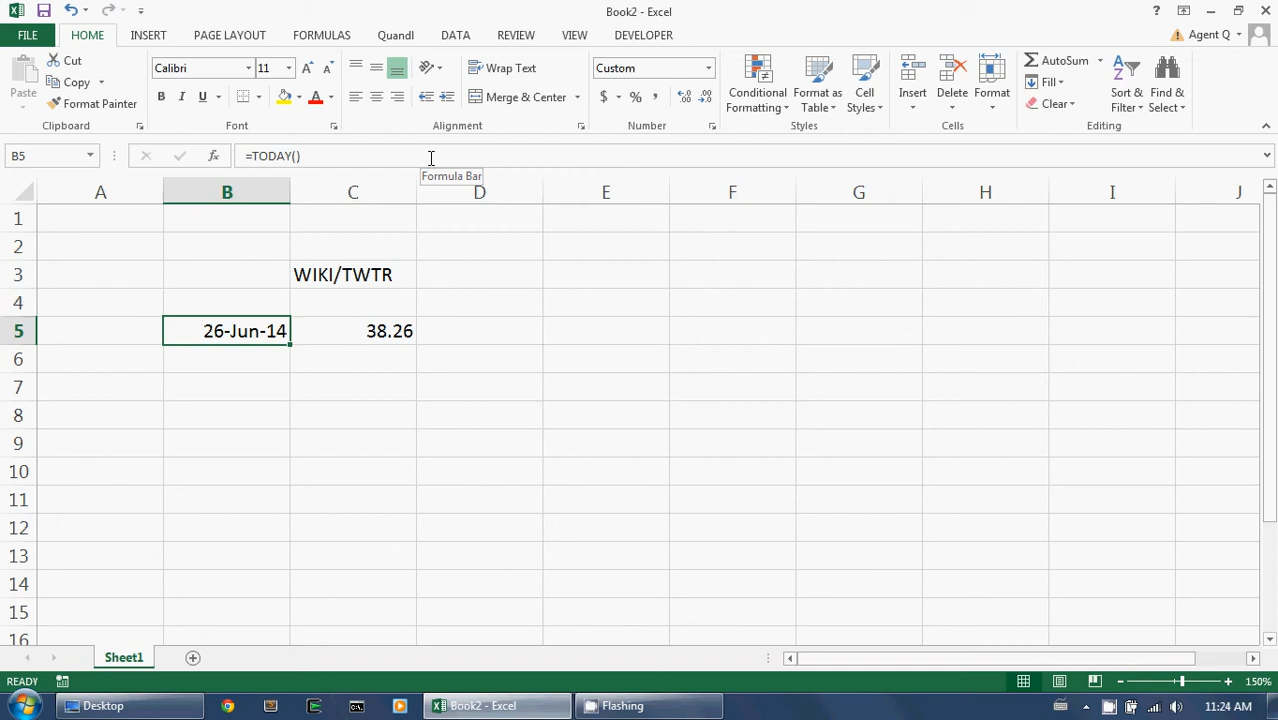 Book2 - Excel
?
FILE
HOME
INSERT
PAGE LAYOUT
FORMULAS
Quandl
DATA
REVIEW
VIEW
DEVELOPER
Agent Q
Paste
Cut
Copy
Format Painter
Clipboard
Calibri
11
A
A
B
I
U
A
Font
Wrap Text
Merge & Center
Alignment
Custom
$
%
,
Number
Conditional
Formatting
Format as
Table
Cell
Styles
Styles
Insert
Delete
Format
Cells
AutoSum
Fill
Clear
Sort &
Filter
Find &
Select
Editing
B5
fx
=TODAY()
Formula Bar
A B C D E F G H I J
1
2
3 WIKI/TWTR
4
5 26-Jun-14 38.26
6
7
8
9
10
11
12
13
14
15
16
Sheet1
READY
150%
Desktop
Book2 - Excel
Flashing
11:24 AM